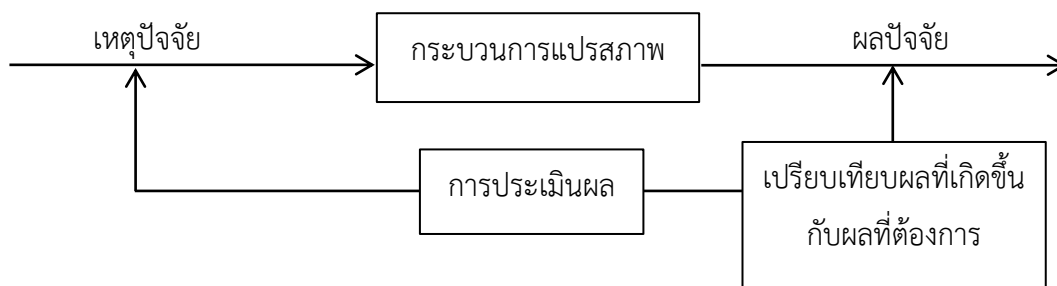 เหตุปัจจัย
กระบวนการแปรสภาพ
ผลปัจจัย
การประเมินผล
เปรียบเทียบผลที่เกิดขึ้น
กับผลที่ต้องการ